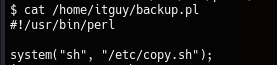 $ cat /home/itguy/backup.pl
#!/usr/bin/perl
system("sh", "/etc/copy.sh");